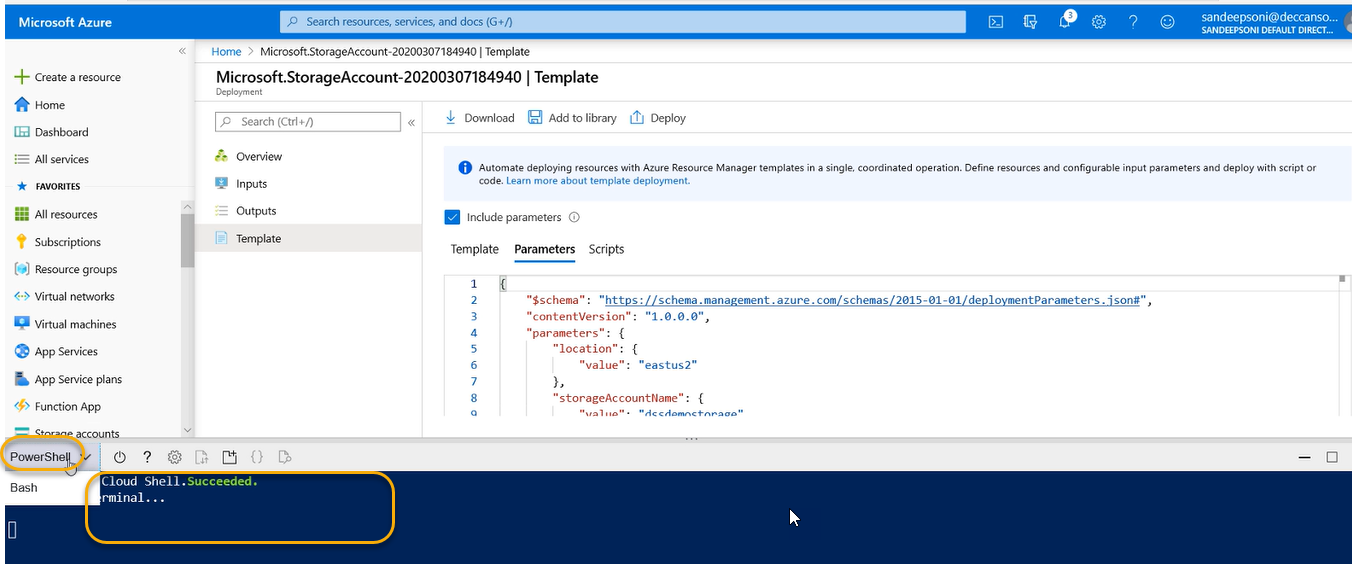 Microsoft Azure
Search resources, services, and docs (G+/)
3
sandeepsoni@deccanso...
SANDEEPSONI DEFAULT DIRECT...
Create a resource
Home
Dashboard
All services
FAVORITES
All resources
Subscriptions
Resource groups
Virtual networks
Virtual machines
App Services
App Service plans
Function App
Storage accounts
Home > Microsoft.StorageAccount-20200307184940 | Template
Microsoft.StorageAccount-20200307184940 | Template
Deployment
Search (Ctrl+/)
Overview
Inputs
Outputs
Template
Download
Add to library
Deploy
Automate deploying resources with Azure Resource Manager templates in a single, coordinated operation. Define resources and configurable input parameters and deploy with script or
code. Learn more about template deployment.
Include parameters
Template Parameters Scripts
1 {
2 "$schema": "https://schema.management.azure.com/schemas/2015-01-01/deploymentParameters.json#",
3 "contentVersion": "1.0.0.0",
4 "parameters": {
5 "location": {
6 "value": "eastus2"
7 },
8 "storageAccountName": {
9 "value": "dssdemostorage"
PowerShell
Bash
Cloud Shell.Succeeded.
erminal...